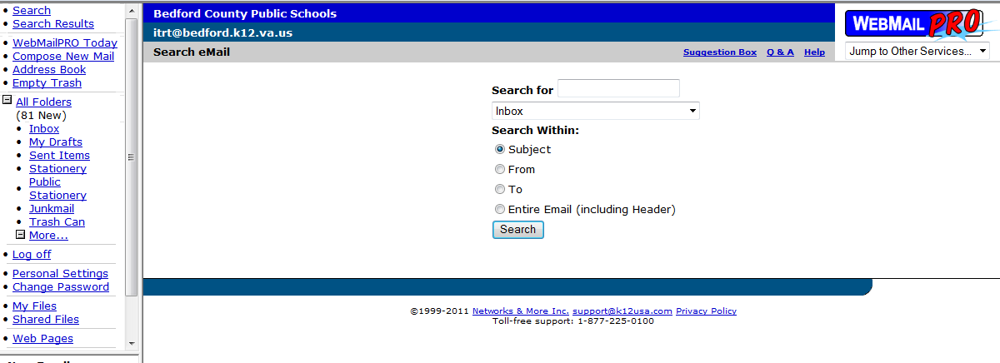 Search
Search Results
WebMailPRO Today
Compose New Mail
Address Book
Empty Trash
All Folders
(81 New)
Inbox
My Drafts
Sent Items
Stationery
Public
Stationery
Junkmail
Trash Can
More...
Log off
Personal Settings
Change Password
My Files
Shared Files
Web Pages
Bedford County Public Schools
itrt@bedford.k12.va.us
Search eMail
Suggestion Box Q & A Help
WEBMAIL PRO
Jump to Other Services...
Search for
Inbox
Search Within:
Subject
From
To
Entire Email (including Header)
Search
©1999-2011 Networks & More Inc. support@k12usa.com Privacy Policy
Toll-free support: 1-877-225-0100